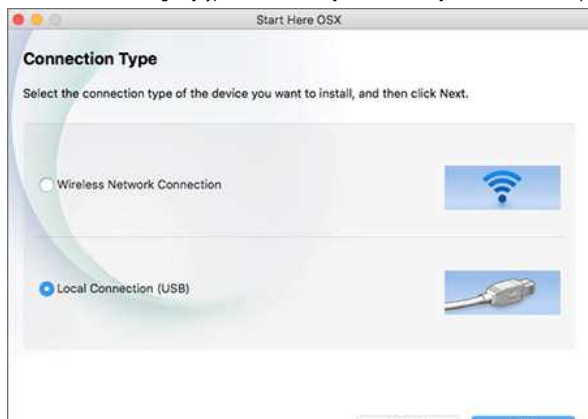 Start Here OSX
Connection Type
Select the connection type of the device you want to install, and then click Next.
Wireless Network Connection
Local Connection (USB)